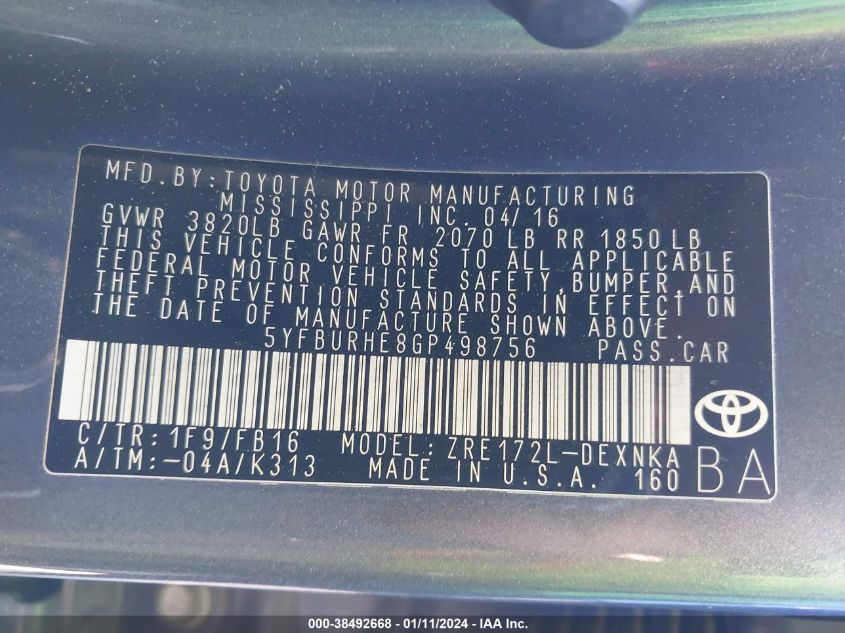 MFD.BY:TOYOTA MOTOR MANUFACTURING
MISSISSIPPI INC. 04/16
GVWR 3820LB GAWR FR 2070 LB RR 1850LB
THIS VEHICLE CONFORMS TO ALL APPLICABLE
FEDERAL MOTOR VEHICLE SAFETY,BUMPER,AND
THEFT PREVENTION STANDARDS IN EFFECT ON
THE DATE OF MANUFACTURE SHOWN ABOVE.
5YFBURHE8GP498756 PASS.CAR
C/TR:1F9/FB16 MODEL:ZRE172L-DEXNKA
A/TM:-04A/K313 MADE IN U.S.A. 160 BA
000-38492668 - 01/11/2024 - IAA Inc.